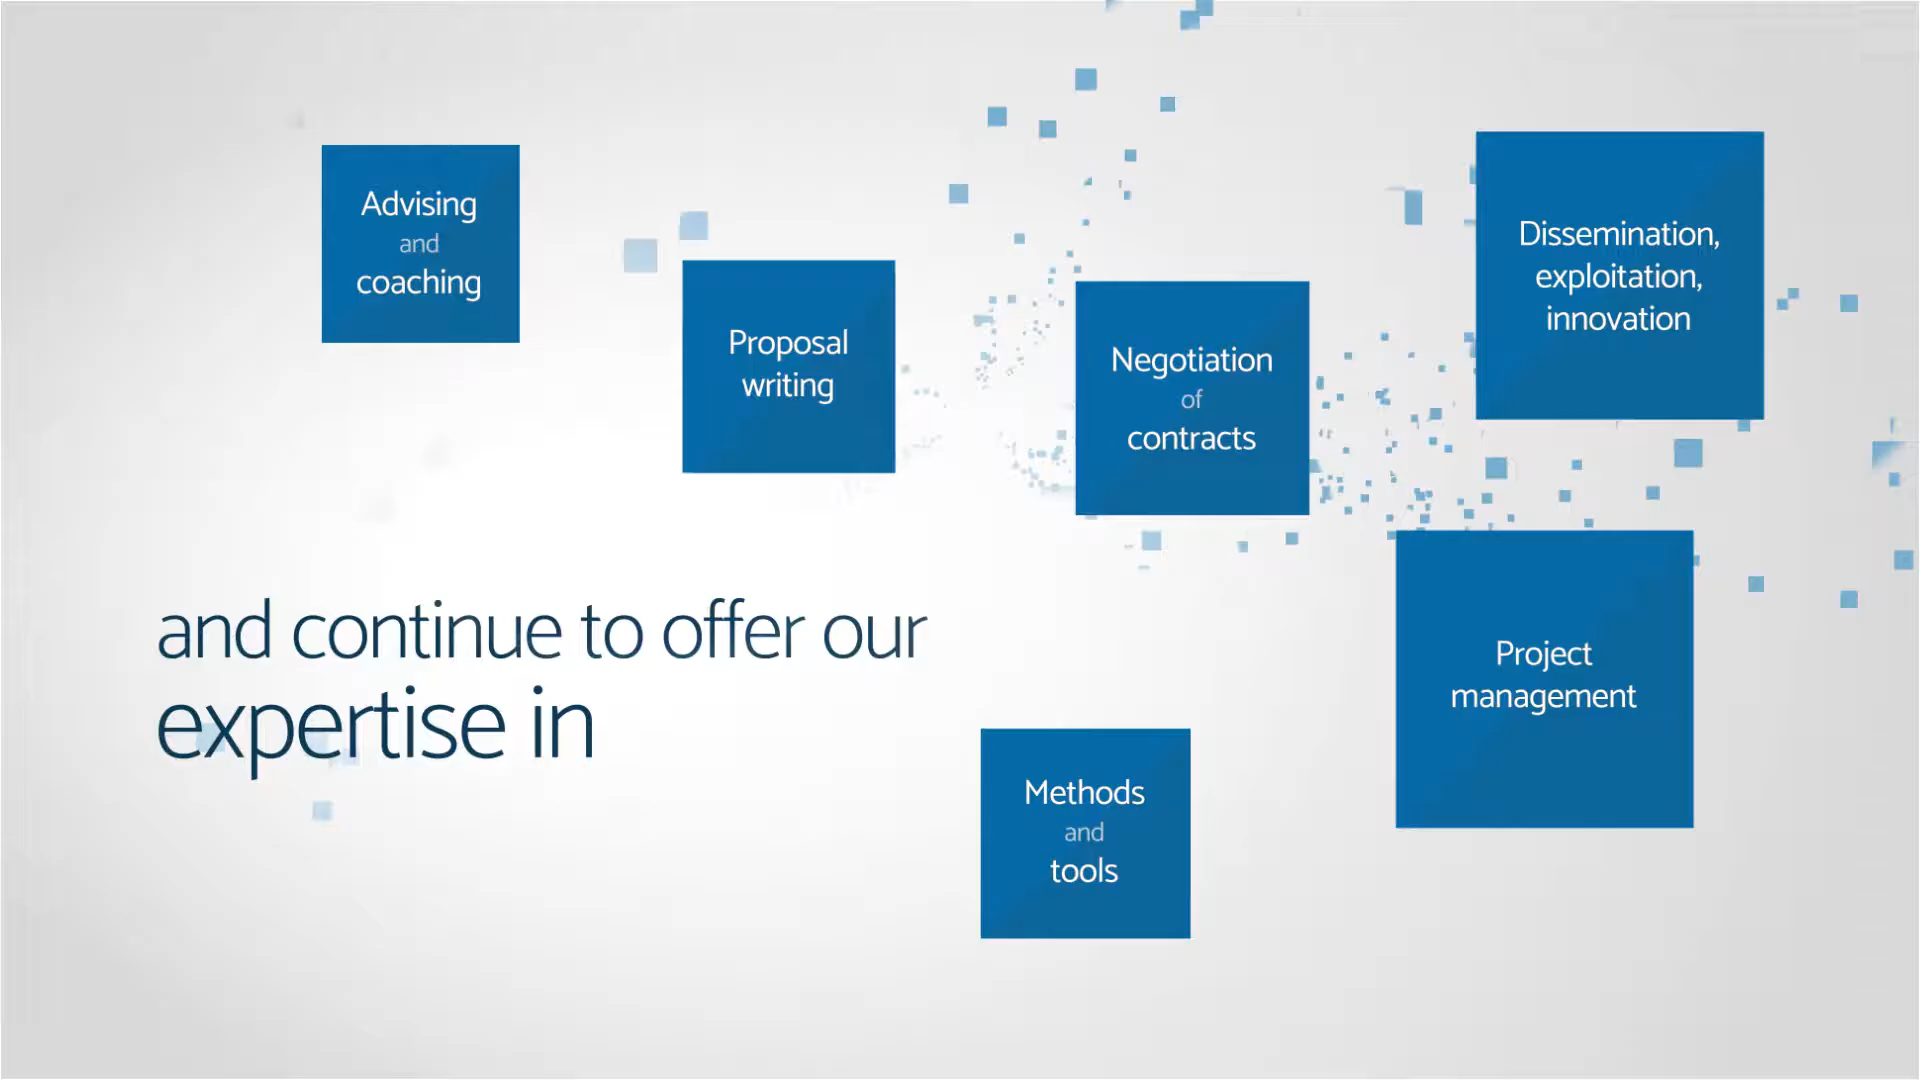 Advising
and
coaching
Proposal
writing
Negotiation
of
contracts
Dissemination,
exploitation,
innovation
and continue to offer our
expertise in
Project
management
Methods
and
tools